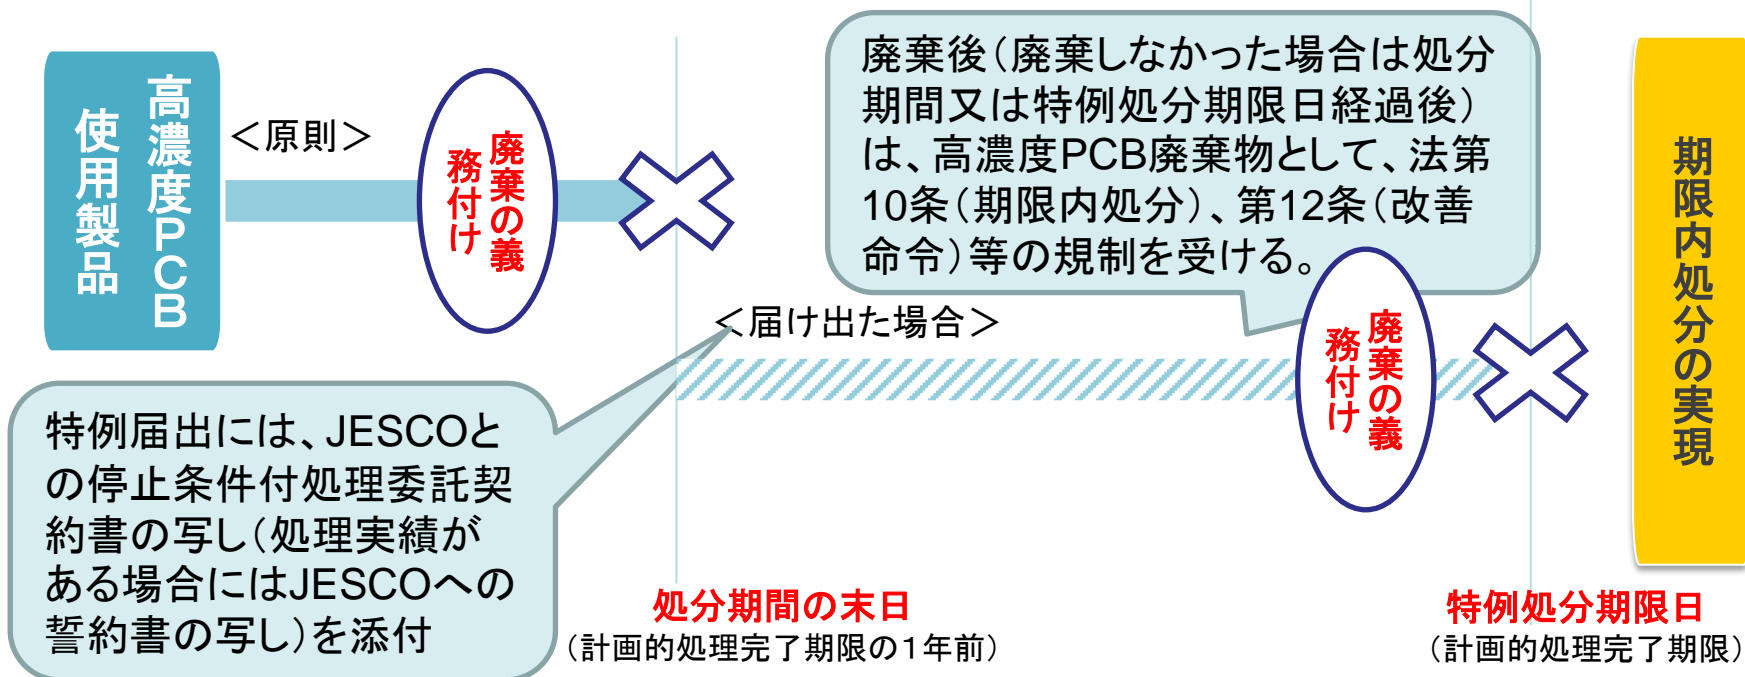 高濃度PCB
使用製品
＜原則＞
廃棄の義
務付け
廃棄後（廃棄しなかった場合は処分
期間又は特例処分期限日経過後）
は、高濃度PCB廃棄物として、法第
10条（期限内処分）、第12条（改善
命令）等の規制を受ける。
＜届け出た場合＞
廃棄の義
務付け
特例届出には、JESCOと
の停止条件付処理委託契
約書の写し（処理実績が
ある場合にはJESCOへの
誓約書の写し）を添付
処分期間の末日
（計画的処理完了期限の１年前）
特例処分期限日
（計画的処理完了期限）
期限内処分の実現